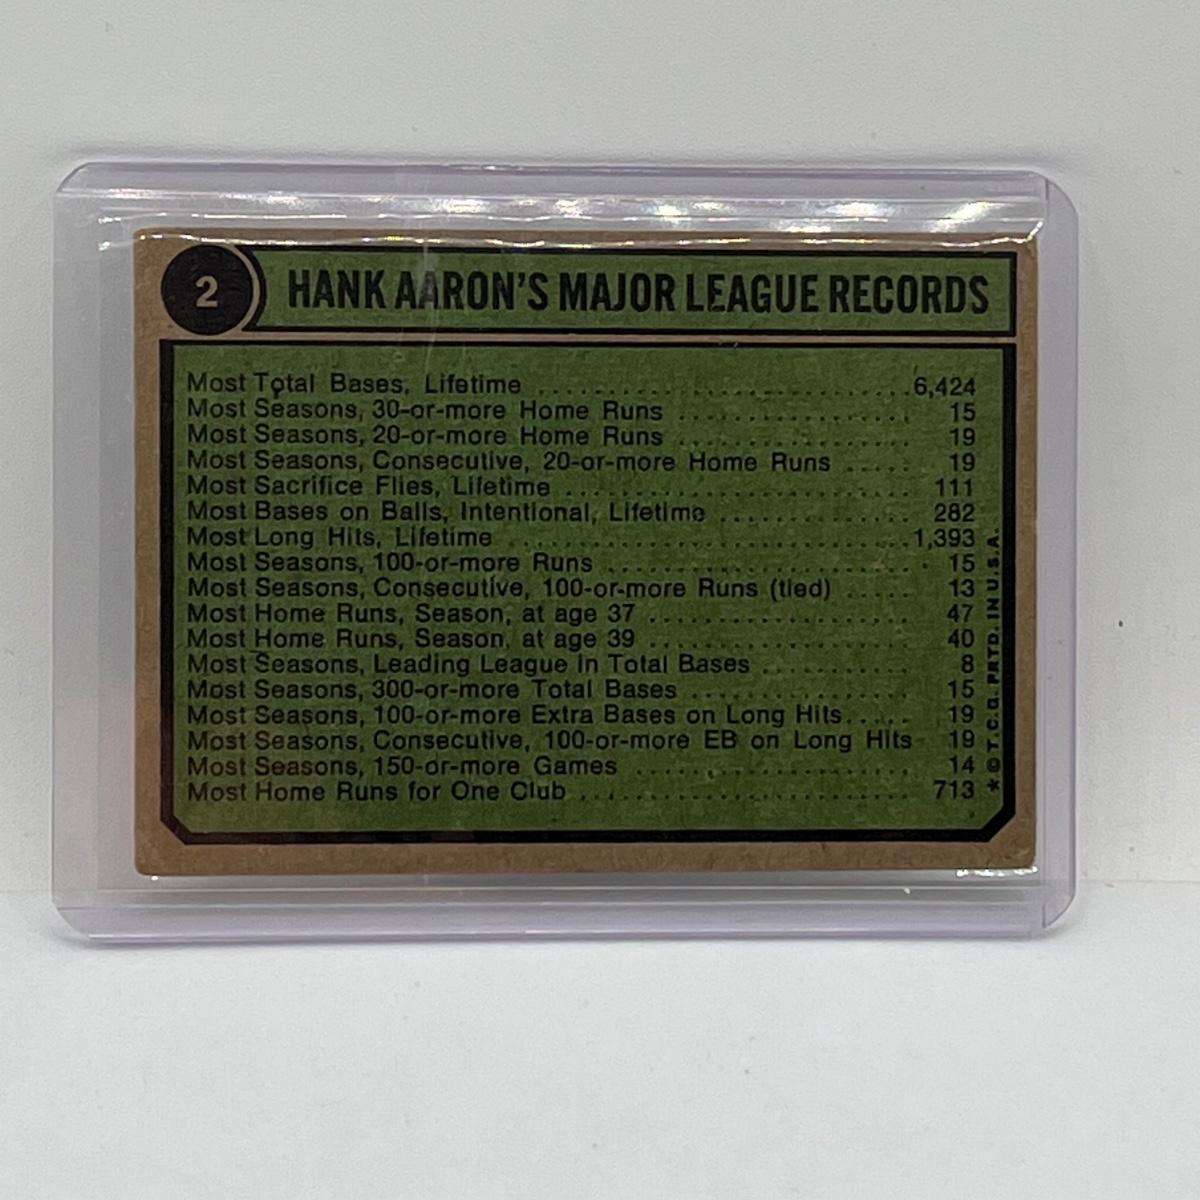 2
HANK AARON'S MAJOR LEAGUE RECORDS
Most Total Bases, Lifetime ........................ 6,424
Most Seasons, 30-or-more Home Runs ............... 15
Most Seasons, 20-or-more Home Runs ............... 19
Most Seasons, Consecutive, 20-or-more Home Runs ..... 19
Most Sacrifice Flies, Lifetime ...................... 111
Most Bases on Balls, Intentional, Lifetime ............ 282
Most Long Hits, Lifetime .......................... 1,393
Most Seasons, 100-or-more Runs .................... 15
Most Seasons, Consecutive, 100-or-more Runs (tied) ..... 13
Most Home Runs, Season, at age 37 ................. 47
Most Home Runs, Season, at age 39 ................. 40
Most Seasons, Leading League in Total Bases .......... 8
Most Seasons, 300-or-more Total Bases .............. 15
Most Seasons, 100-or-more Extra Bases on Long Hits..... 19
Most Seasons, Consecutive, 100-or-more EB on Long Hits 19
Most Seasons, 150-or-more Games .................. 14
Most Home Runs for One Club ..................... 713
* © T.C.G. PRTD. IN U.S.A.